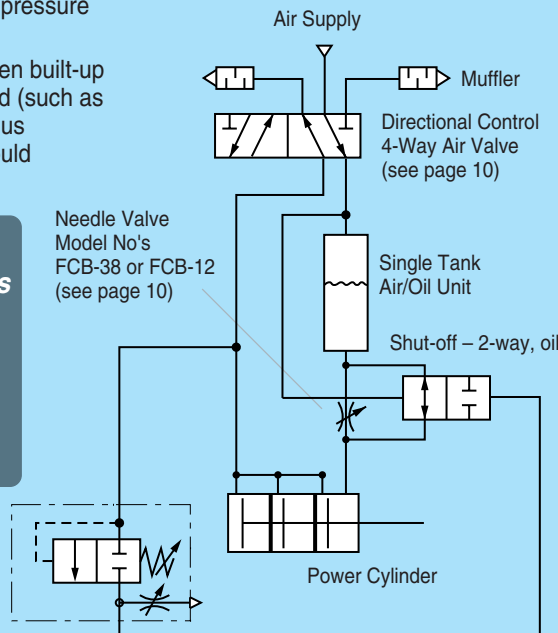 pressure
en built-up
d (such as
us
uld
s
Air Supply
Muffler
Directional Control
4-Way Air Valve
(see page 10)
Needle Valve
Model No's
FCB-38 or FCB-12
(see page 10)
Single Tank
Air/Oil Unit
Shut-off – 2-way, oil
Power Cylinder